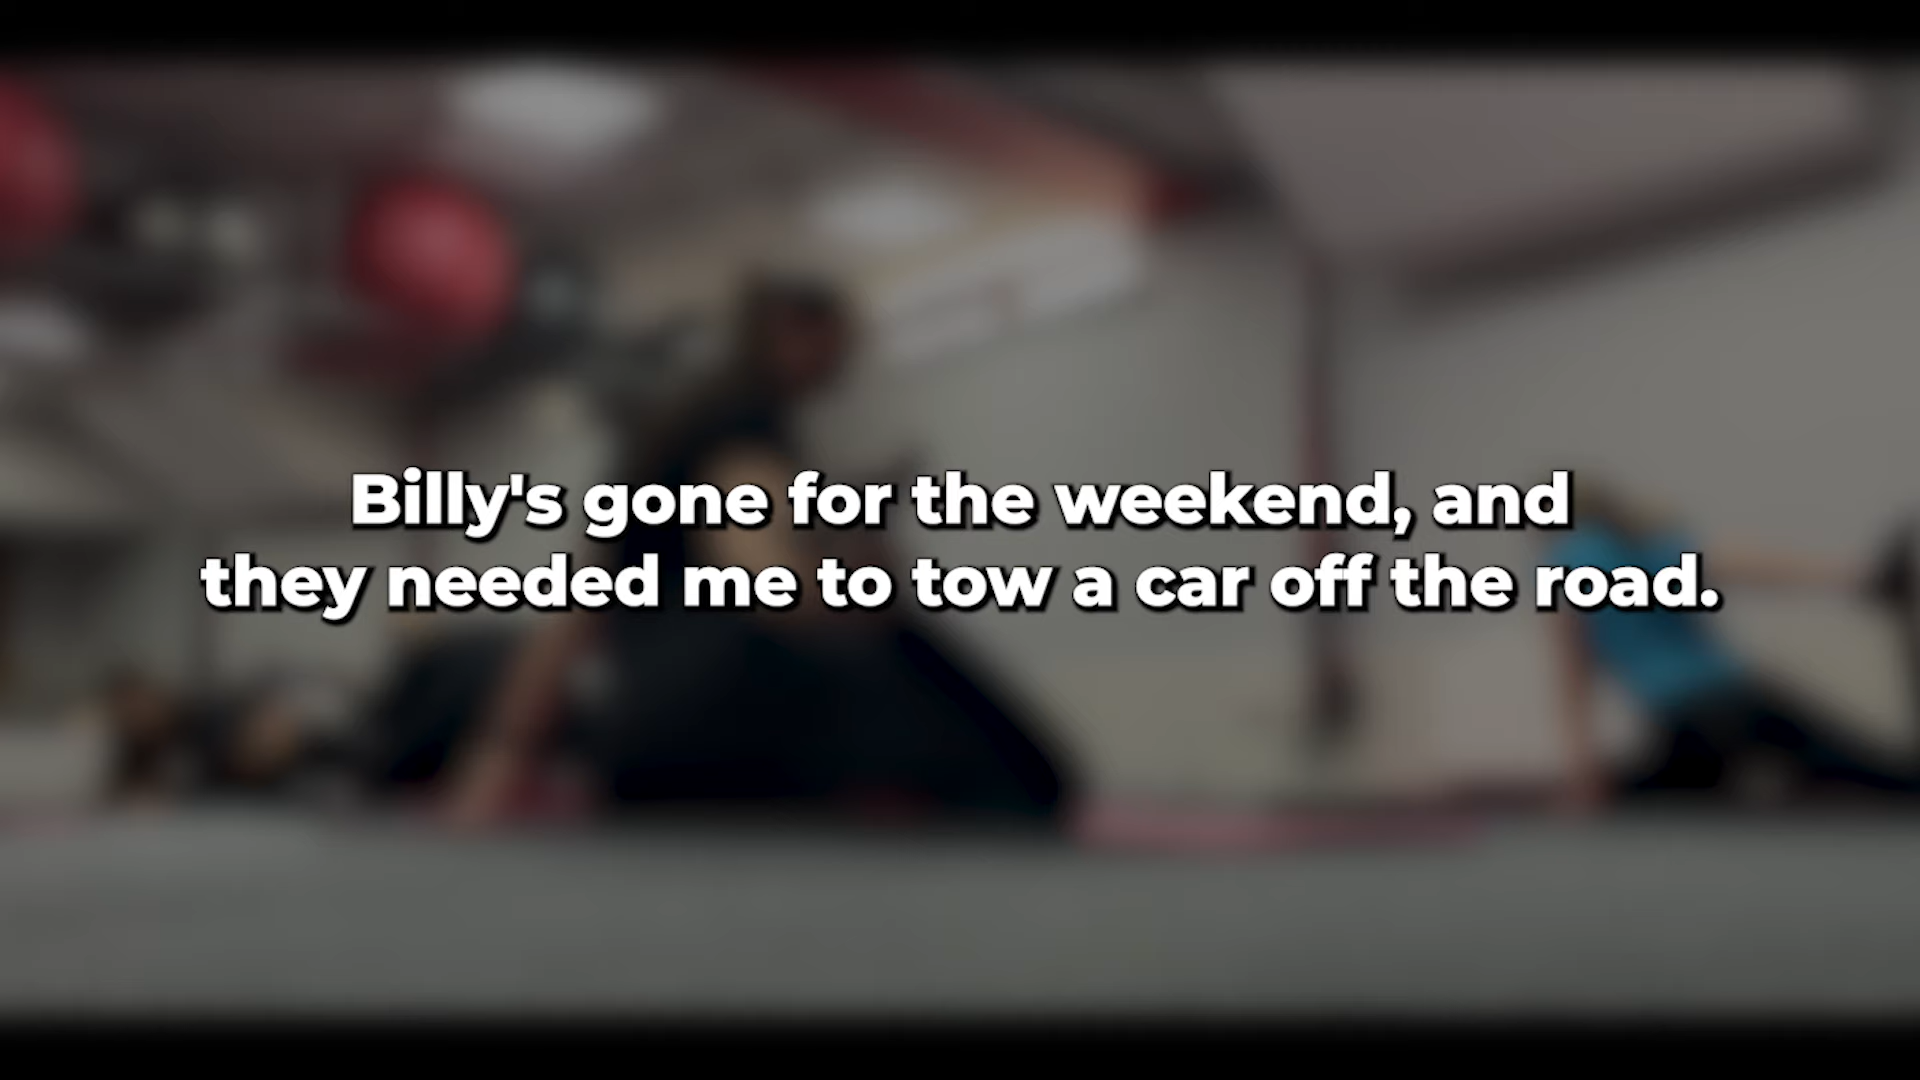 Billy's gone for the weekend, and
they needed me to tow a car off the road.